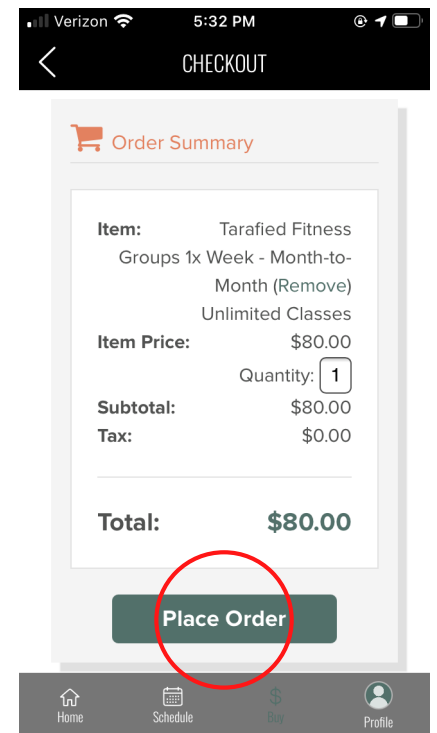 Verizon 5:32 PM
CHECKOUT
Order Summary
Item: Tarafied Fitness
Groups 1x Week - Month-to-
Month (Remove)
Unlimited Classes
Item Price: $80.00
Quantity: 1
Subtotal: $80.00
Tax: $0.00
Total: $80.00
Place Order
$
Home Schedule Buy Profile